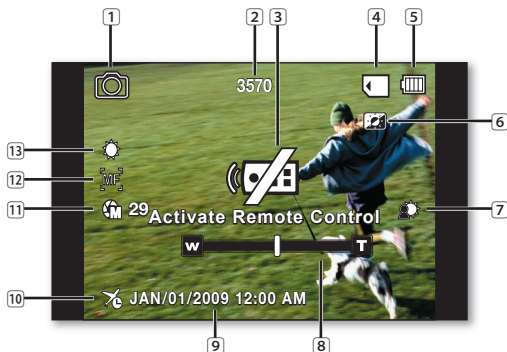 1 2 3 4 5
3570
6
13
12 MF
11 M 29 7
Activate Remote Control
W T
10 JAN/01/2009 12:00 AM
9 8